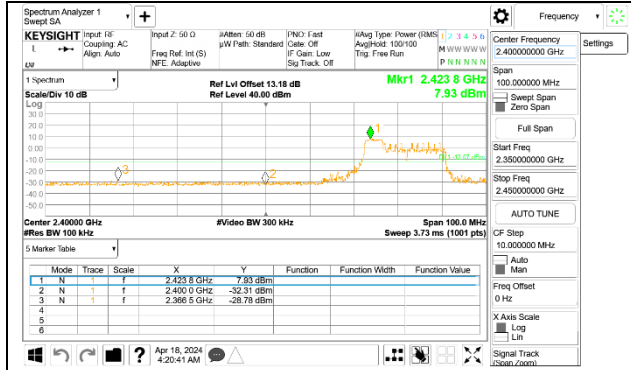 Spectrum Analyzer 1
Swept SA
+
Frequency
KEYSIGHT
L
Input: RF
Coupling: AC
Align: Auto
Input Z: 50 Ω
Freq Ref: Int (S)
NFE: Adaptive
#Atten: 50 dB
µW Path: Standard
PNO: Fast
Gate: Off
IF Gain: Low
Sig Track: Off
#Avg Type: Power (RMS
Avg|Hold: 100/100
Trig: Free Run
1 2 3 4 5 6
M W W W W W
P N N N N N
Settings
Center Frequency
2.400000000 GHz
Span
100.000000 MHz
Swept Span
Zero Span
Full Span
Start Freq
2.350000000 GHz
Stop Freq
2.450000000 GHz
AUTO TUNE
CF Step
10.000000 MHz
Auto
Man
Freq Offset
0 Hz
X Axis Scale
Log
Lin
Signal Track
(Span Zoom)
1 Spectrum
Scale/Div 10 dB
Log
Ref Lvl Offset 13.18 dB
Ref Level 40.00 dBm
Mkr1 2.423 8 GHz
7.93 dBm
30.0
20.0
10.0
0.00
-10.0
-20.0
-30.0
-40.0
-50.0
1
2
3
Center 2.40000 GHz
#Res BW 100 kHz
#Video BW 300 kHz
Span 100.0 MHz
Sweep 3.73 ms (1001 pts)
5 Marker Table
Mode Trace Scale X Y Function Function Width Function Value
1 N 1 f 2.423 8 GHz 7.93 dBm
2 N 1 f 2.400 0 GHz -32.31 dBm
3 N 1 f 2.366 5 GHz -28.78 dBm
4
5
6
?
Apr 18, 2024
4:20:41 AM